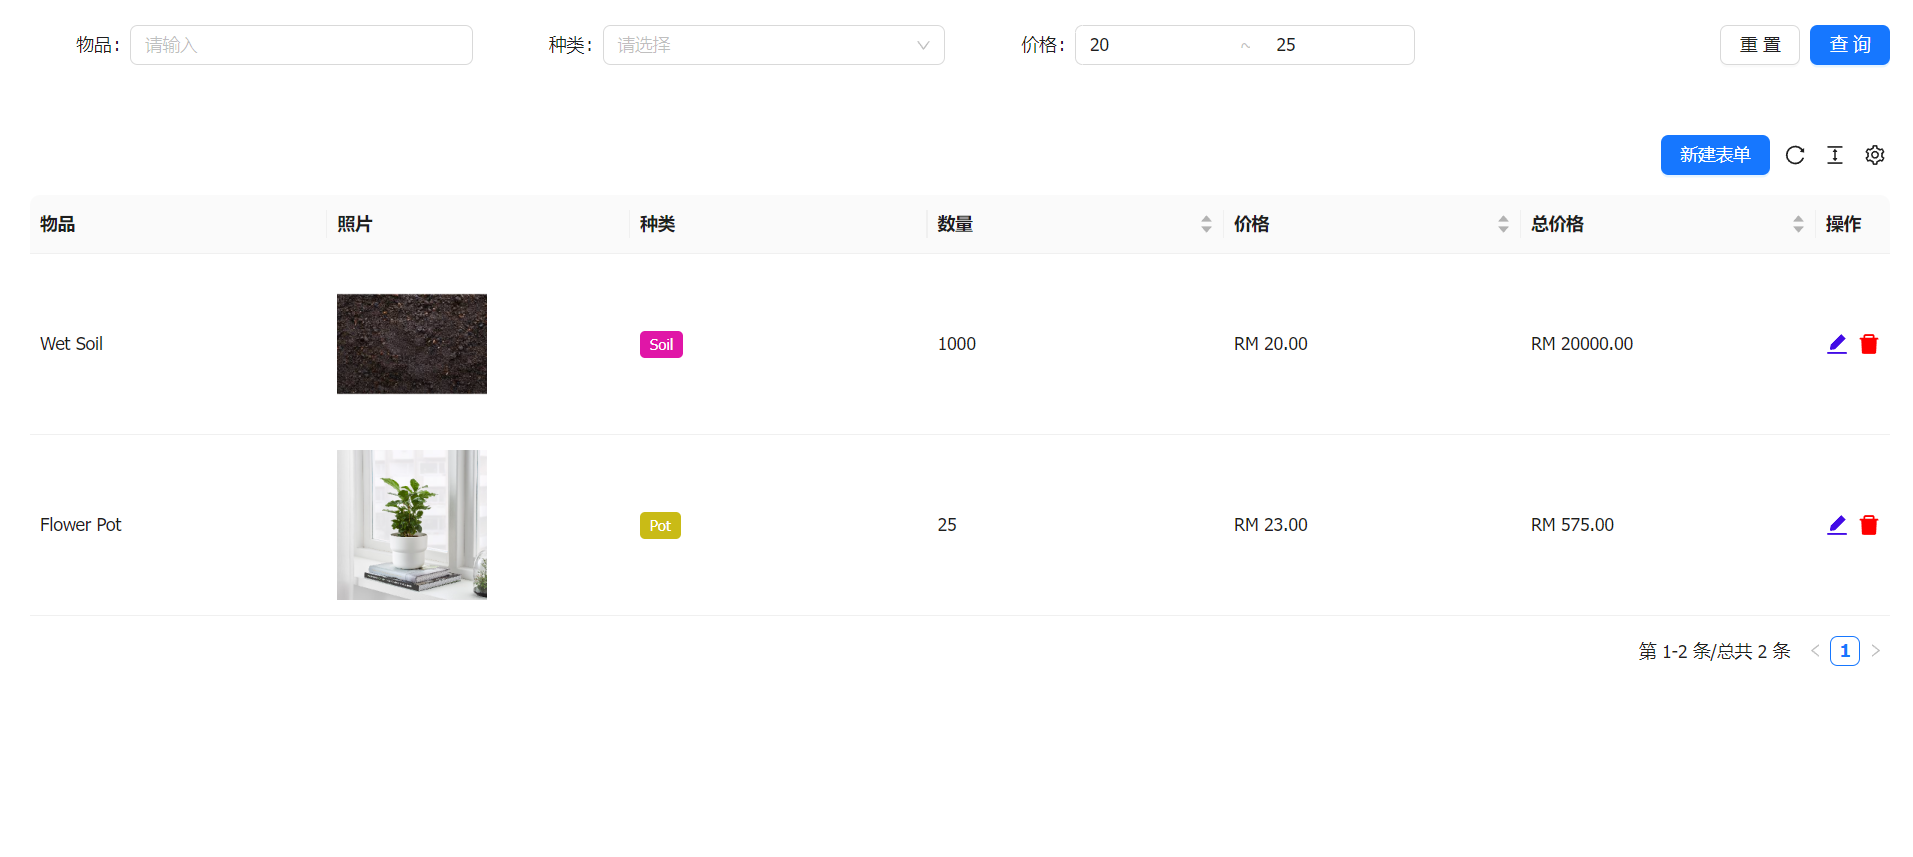 物品: 请输入 种类: 请选择 价格: 20 ~ 25 重 置 查 询
新建表单
物品 照片 种类 数量 价格 总价格 操作
Wet Soil Soil 1000 RM 20.00 RM 20000.00
Flower Pot Pot 25 RM 23.00 RM 575.00
第 1-2 条/总共 2 条 < 1 >